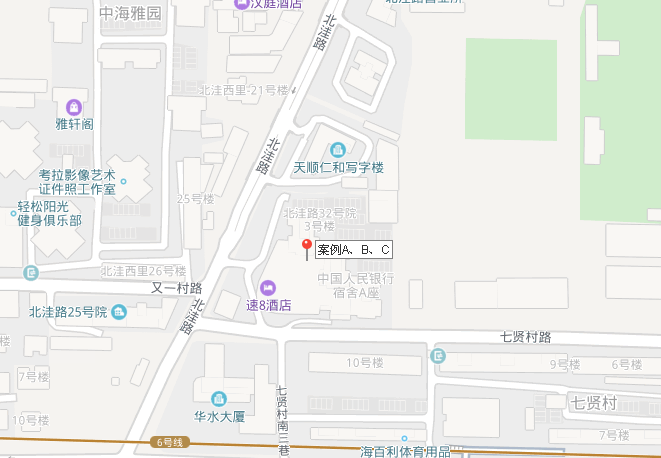 汉庭酒店
中海雅园
北洼路
北洼西里-21号楼
雅轩阁
北洼路
天顺仁和写字楼
考拉影像艺术
证件照工作室
25号楼
轻松阳光
健身俱乐部
北洼路32号院
3号楼
案例A、B、C
北洼西里26号楼
中国人民银行
宿舍A座
又一村路
速8酒店
北洼路25号院
北洼路
七贤村路
10号楼
9号楼
6号楼
7号楼
七贤村南三巷
七贤村
华水大厦
10号楼
7号楼
6号线
海百利体育用品